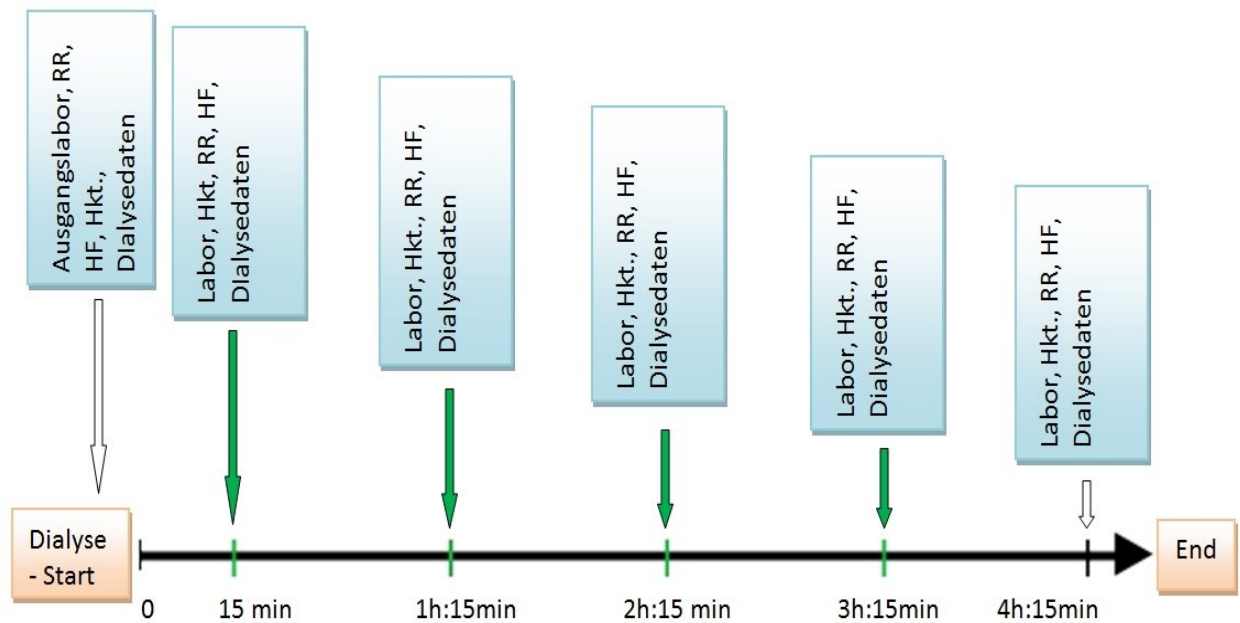 Ausgangslabor, RR,
HF, Hkt.,
Dialysedaten
Labor, Hkt, RR, HF,
Dialysedaten
Labor, Hkt., RR, HF,
Dialysedaten
Labor, Hkt., RR, HF,
Dialysedaten
Labor, Hkt., RR, HF,
Dialysedaten
Labor, Hkt., RR, HF,
Dialysedaten
Dialyse
- Start
End
0
15 min
1h:15min
2h:15 min
3h:15min
4h:15min